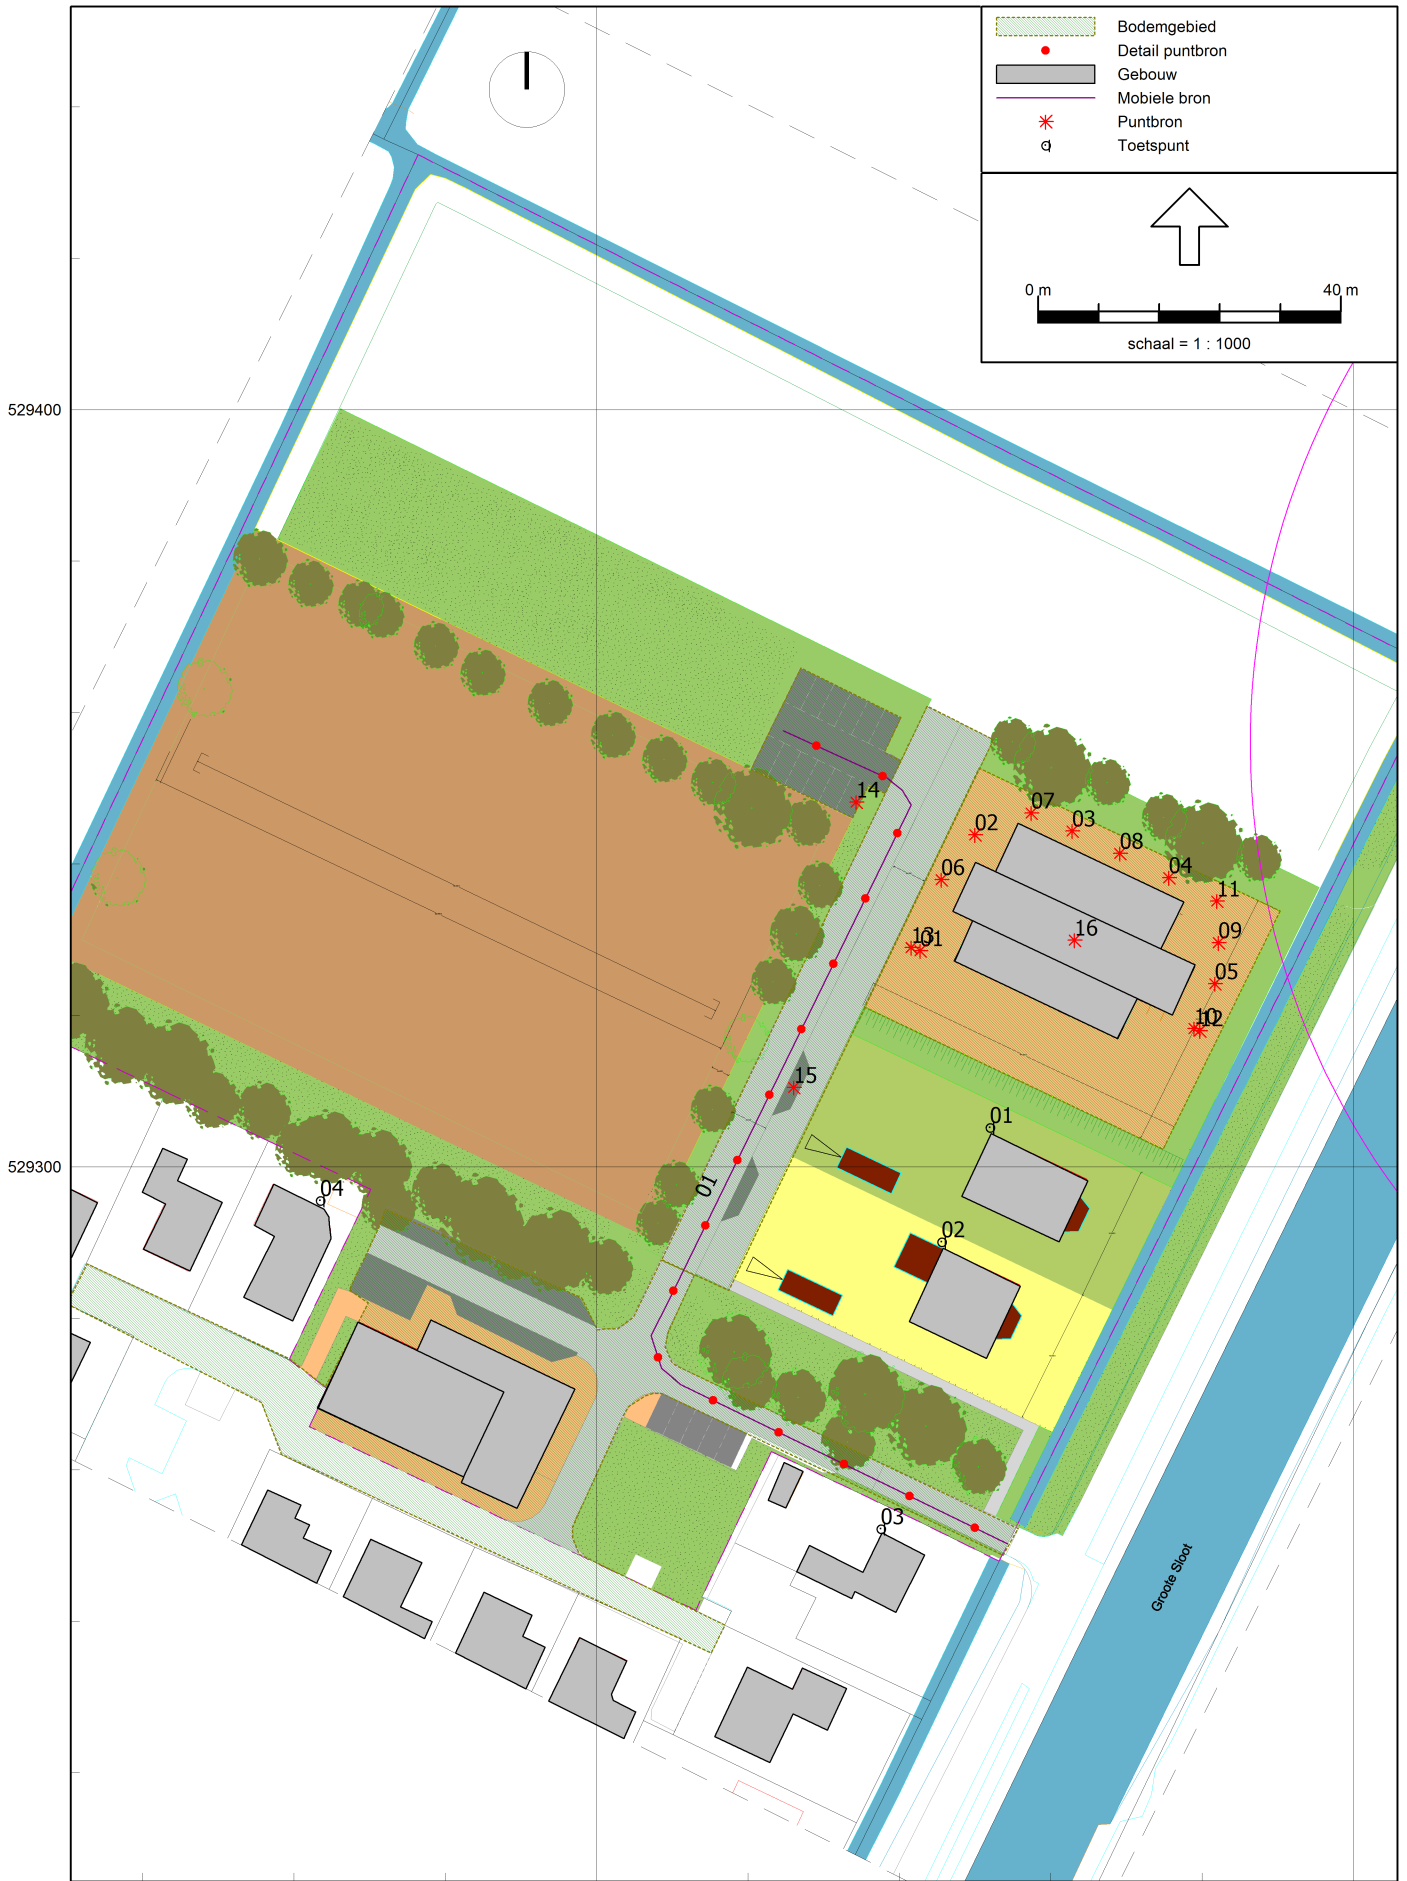 Bodemgebied
Detail puntbron
Gebouw
Mobiele bron
Puntbron
Toetspunt
0 m 40 m
schaal = 1 : 1000
529400
14
07
02
03
08
06
04
11
13
01
16
09
05
10
12
15
01
529300
01
04
02
03
Groote Sloot